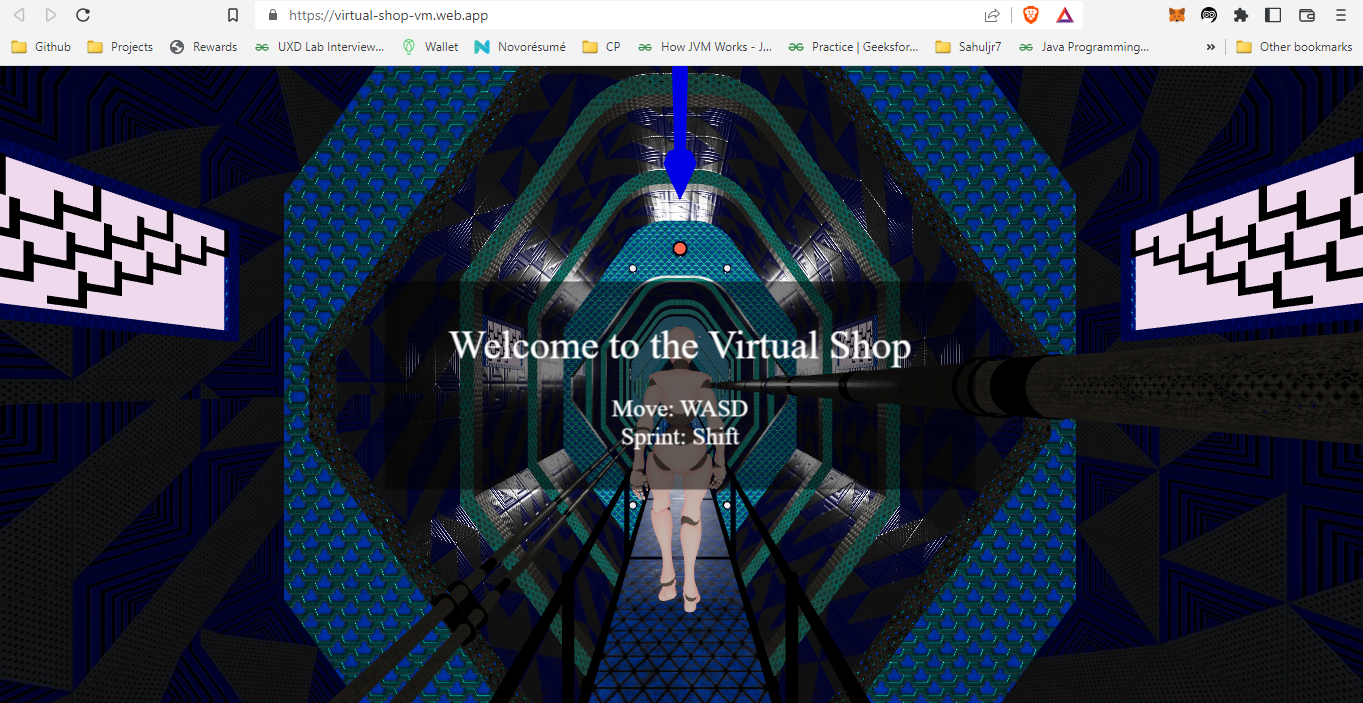 https://virtual-shop-vm.web.app
Github Projects Rewards UXD Lab Interview... Wallet Novorésumé CP How JVM Works - J... Practice | Geeksfor... Sahuljr7 Java Programming... » Other bookmarks
Welcome to the Virtual Shop
Move: WASD
Sprint: Shift